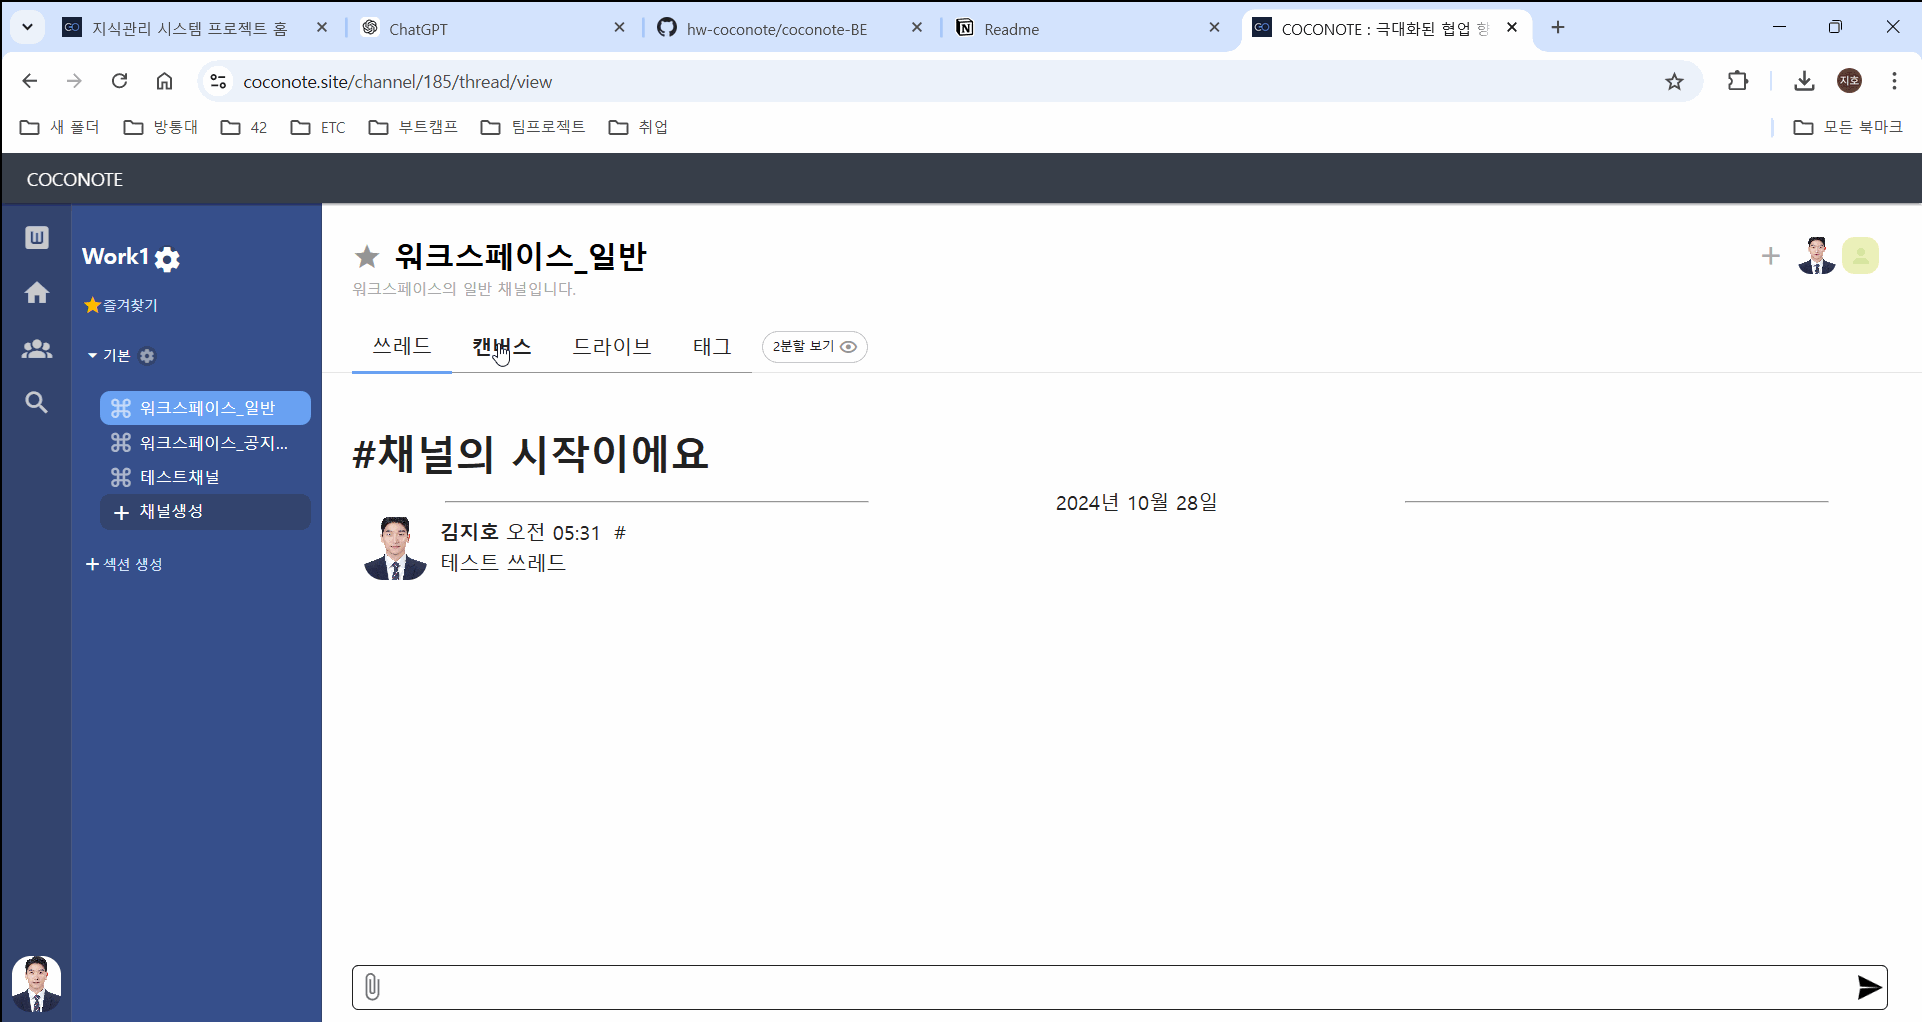 지식관리 시스템 프로젝트 홈
ChatGPT
hw-coconote/coconote-BE
Readme
COCONOTE : 극대화된 협업 향
coconote.site/channel/185/thread/view
지호
새 폴더
방통대
42
ETC
부트캠프
팀프로젝트
취업
모든 북마크
COCONOTE
W
Work1
즐겨찾기
기본
워크스페이스_일반
워크스페이스_공지...
테스트채널
채널생성
섹션 생성
워크스페이스_일반
워크스페이스의 일반 채널입니다.
쓰레드
캔버스
드라이브
태그
2분할 보기
#채널의 시작이에요
2024년 10월 28일
김지호 오전 05:31 #
테스트 쓰레드